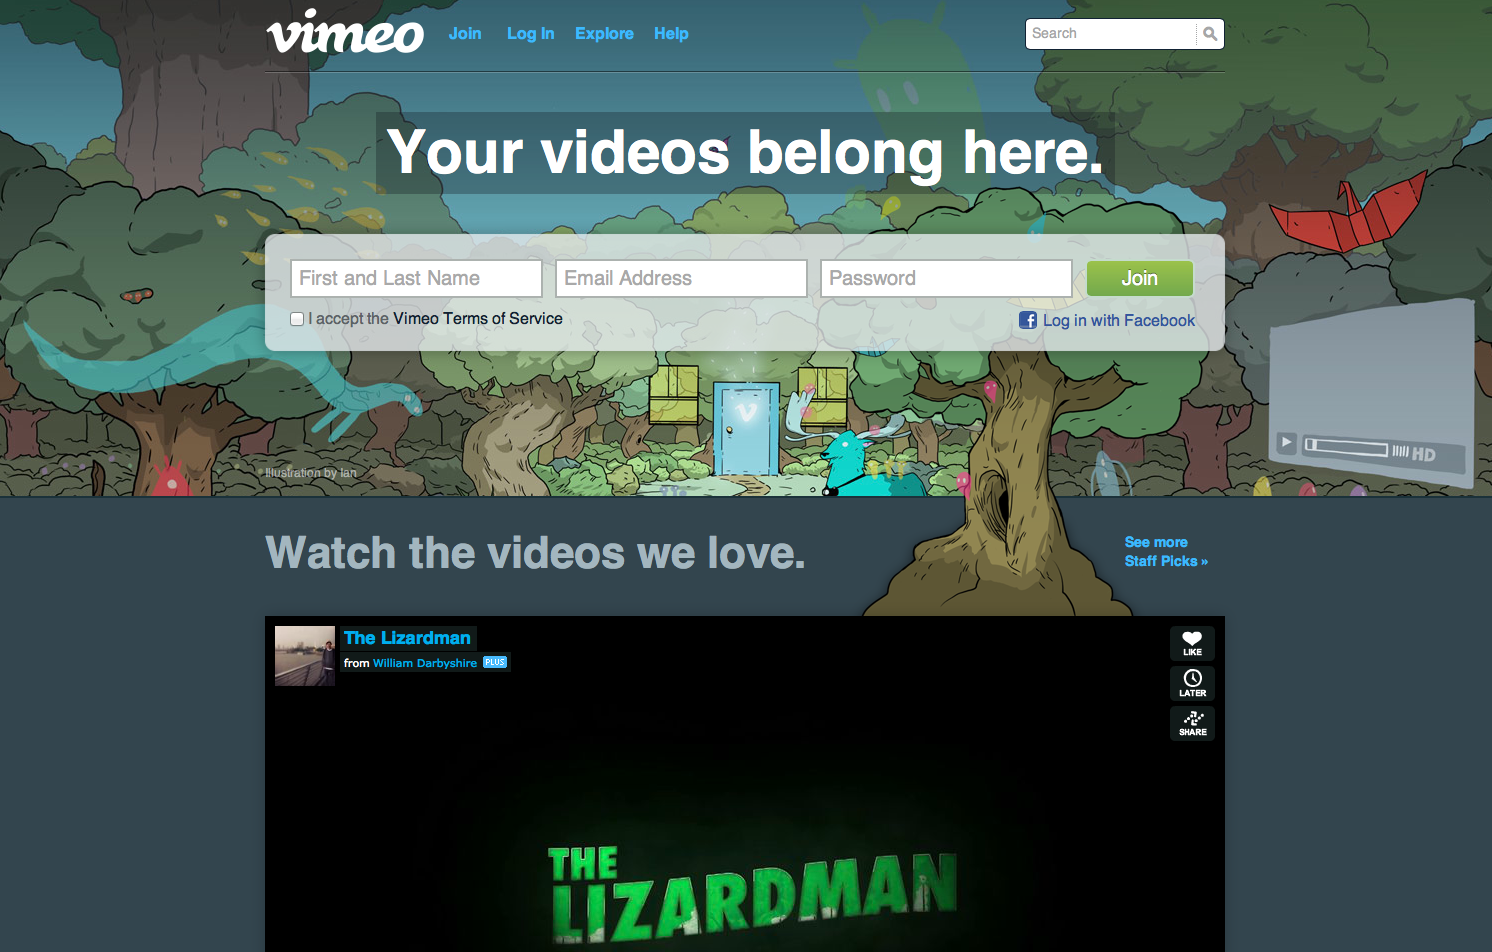 vimeo
Join Log In Explore Help
Search
Your videos belong here.
First and Last Name Email Address Password Join
I accept the Vimeo Terms of Service
Log in with Facebook
v
HD
Illustration by Ian
Watch the videos we love.
See more
Staff Picks »
The Lizardman
from William Darbyshire PLUS
LIKE
LATER
SHARE
THE
LIZARDMAN